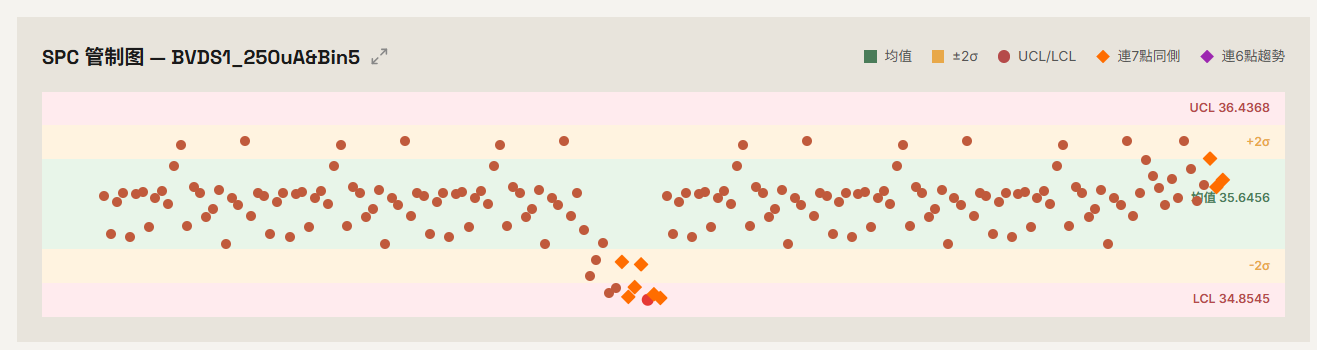 SPC 管制图 — BVDS1_250uA&Bin5
均值 ±2σ UCL/LCL 連7點同側 連6點趨勢
UCL 36.4368
+2σ
均值 35.6456
-2σ
LCL 34.8545